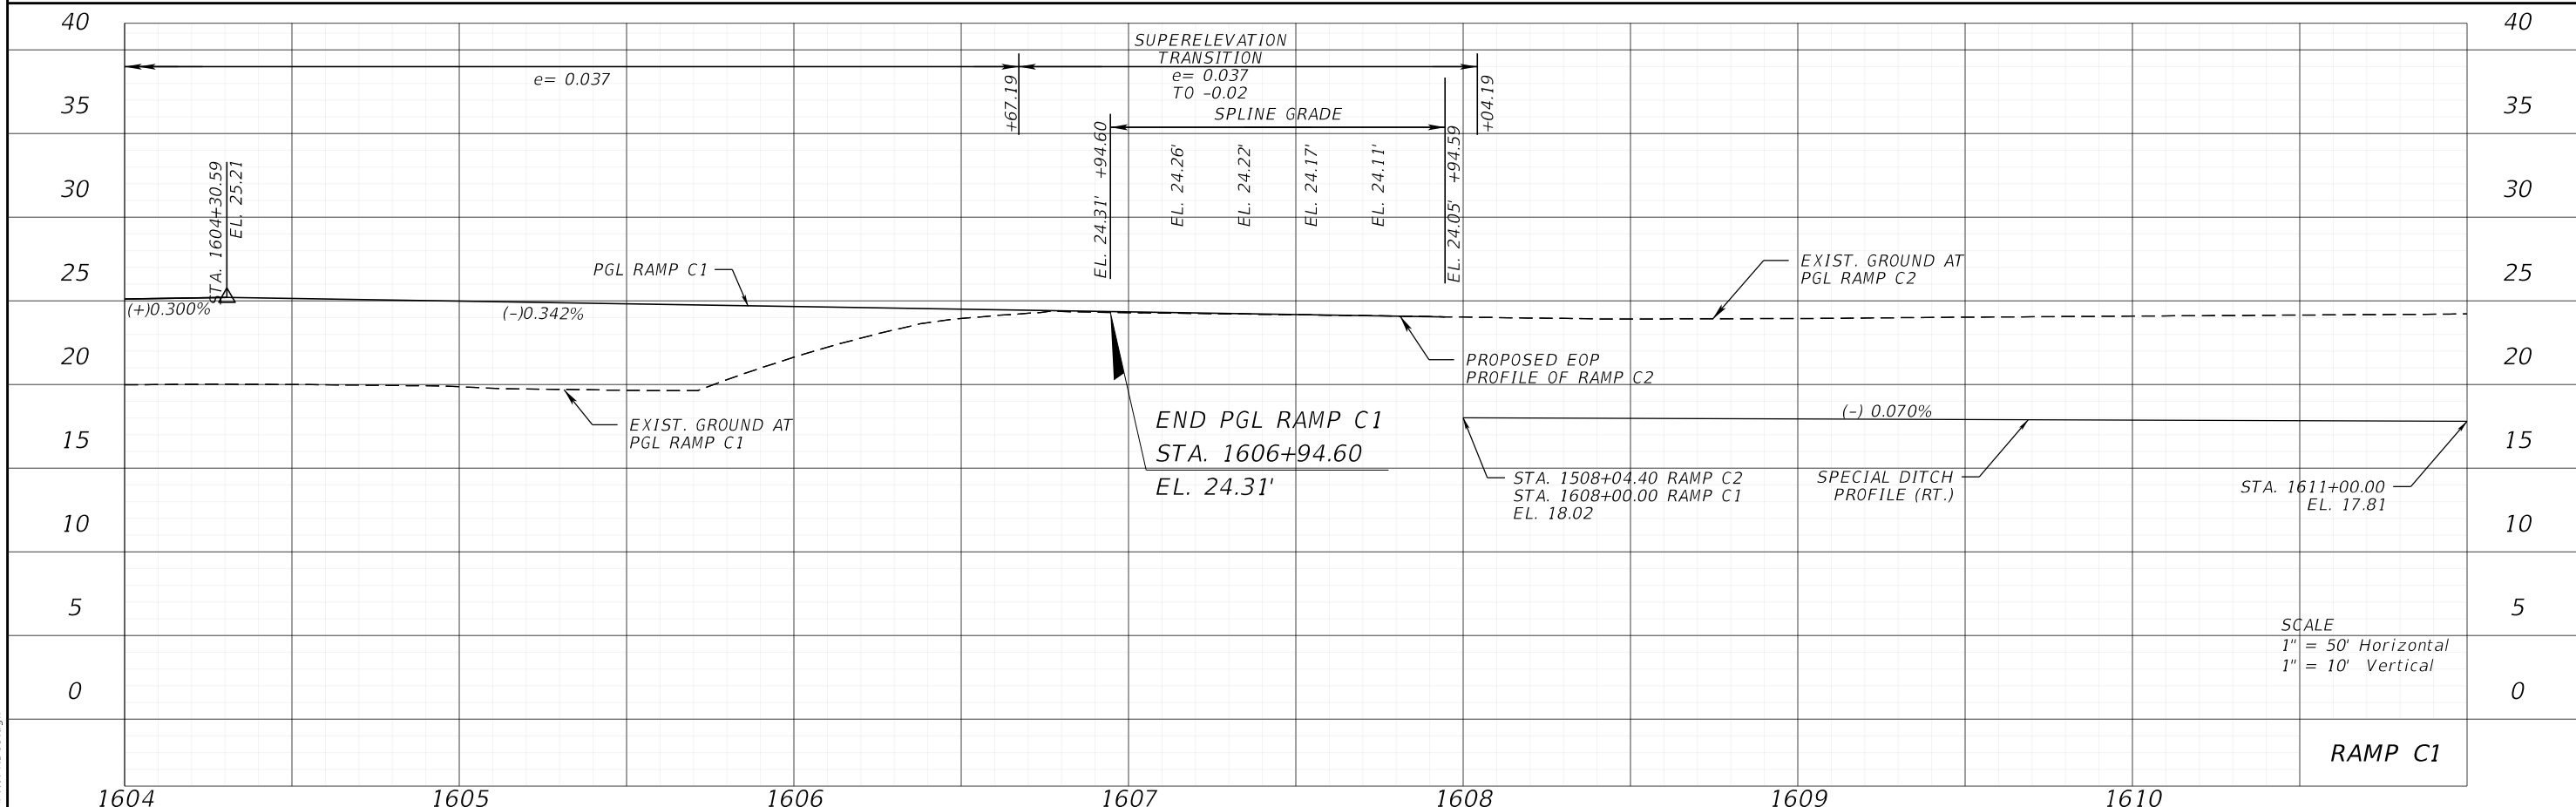 40
40
SUPERELEVATION
TRANSITION
e= 0.037
TO -0.02
e= 0.037
+67.19
+04.19
35
35
SPLINE GRADE
EL. 24.31' +94.60
EL. 24.26'
EL. 24.22'
EL. 24.17'
EL. 24.11'
EL. 24.05' +94.59
STA. 1604+30.59
EL. 25.21
30
30
25
25
PGL RAMP C1
EXIST. GROUND AT
PGL RAMP C2
(+)0.300%
(-)0.342%
20
20
PROPOSED EOP
PROFILE OF RAMP C2
EXIST. GROUND AT
PGL RAMP C1
END PGL RAMP C1
STA. 1606+94.60
EL. 24.31'
(-) 0.070%
15
15
STA. 1508+04.40 RAMP C2
STA. 1608+00.00 RAMP C1
EL. 18.02
SPECIAL DITCH
PROFILE (RT.)
STA. 1611+00.00
EL. 17.81
10
10
5
5
SCALE
1" = 50' Horizontal
1" = 10' Vertical
0
0
RAMP C1
1604
1605
1606
1607
1608
1609
1610